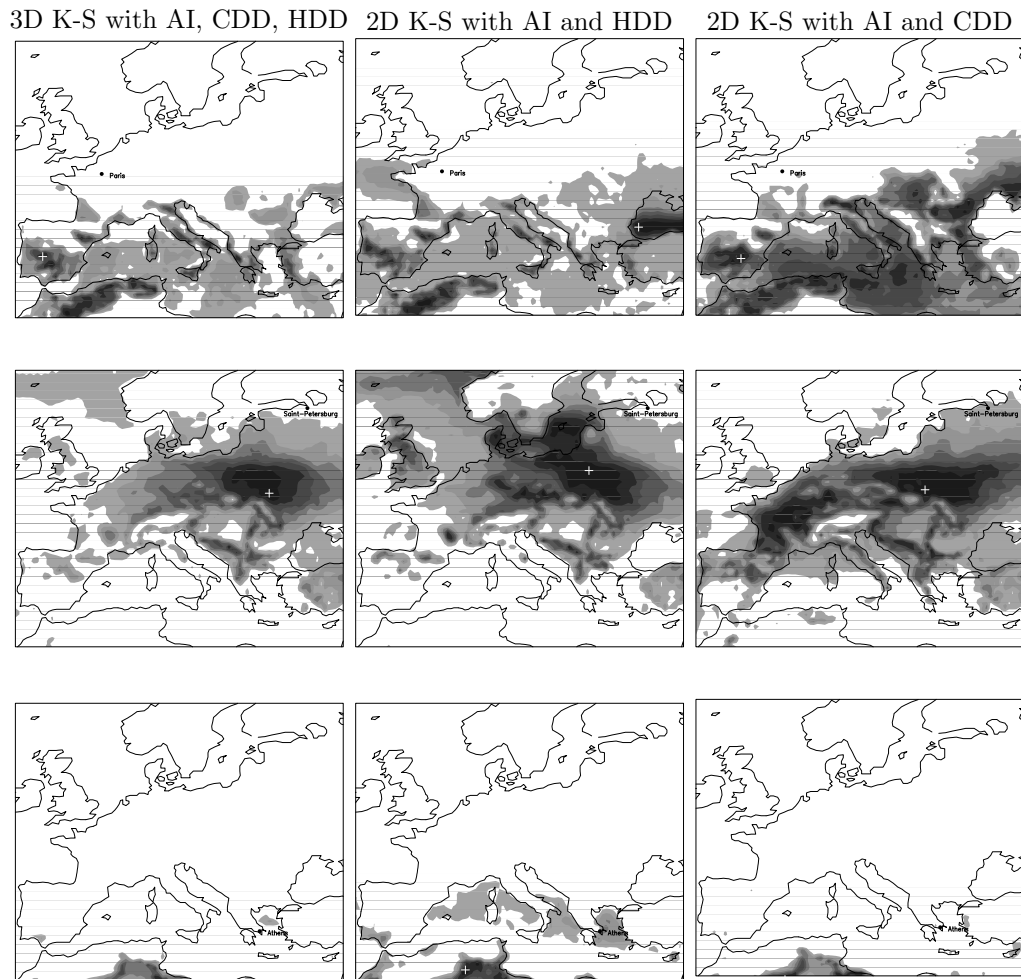 3D K-S with AI, CDD, HDD
2D K-S with AI and HDD
2D K-S with AI and CDD
Paris
Paris
Paris
Saint-Petersburg
Saint-Petersburg
Saint-Petersburg
Athens
Athens
Athens